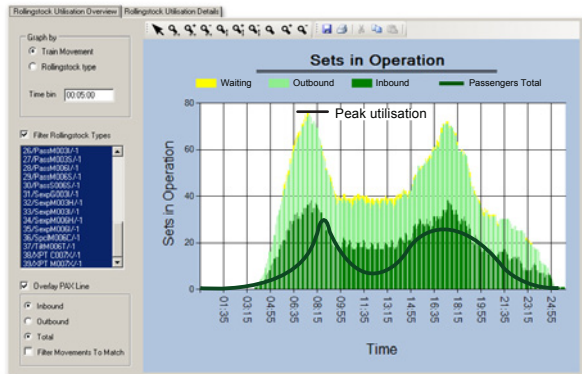 Rollingstock Utilisation Overview
Rollingstock Utilisation Details
Graph by
Train Movement
Rollingstock type
Time bin 00:05:00
Filter Rollingstock Types
26/PassM003I/-1
27/PassM003S/-1
28/PassM006I/-1
29/PassM006S/-1
30/PassS006S/-1
31/SexpG003I/-1
32/SexpM003H/-1
33/SexpM003I/-1
34/SexpM006H/-1
35/SexpM006I/-1
36/SpclM006C/-1
37/TiltM006T/-1
38/XPT C007X/-1
39/XPT M007X/-1
Overlay PAX Line
Inbound
Outbound
Total
Filter Movements To Match
Sets in Operation
Waiting
Outbound
Inbound
Passengers Total
Peak utilisation
Sets in Operation
80
60
40
20
0
01:35
03:15
04:55
06:35
08:15
09:55
11:35
13:15
14:55
16:35
18:15
19:55
21:35
23:15
24:55
Time